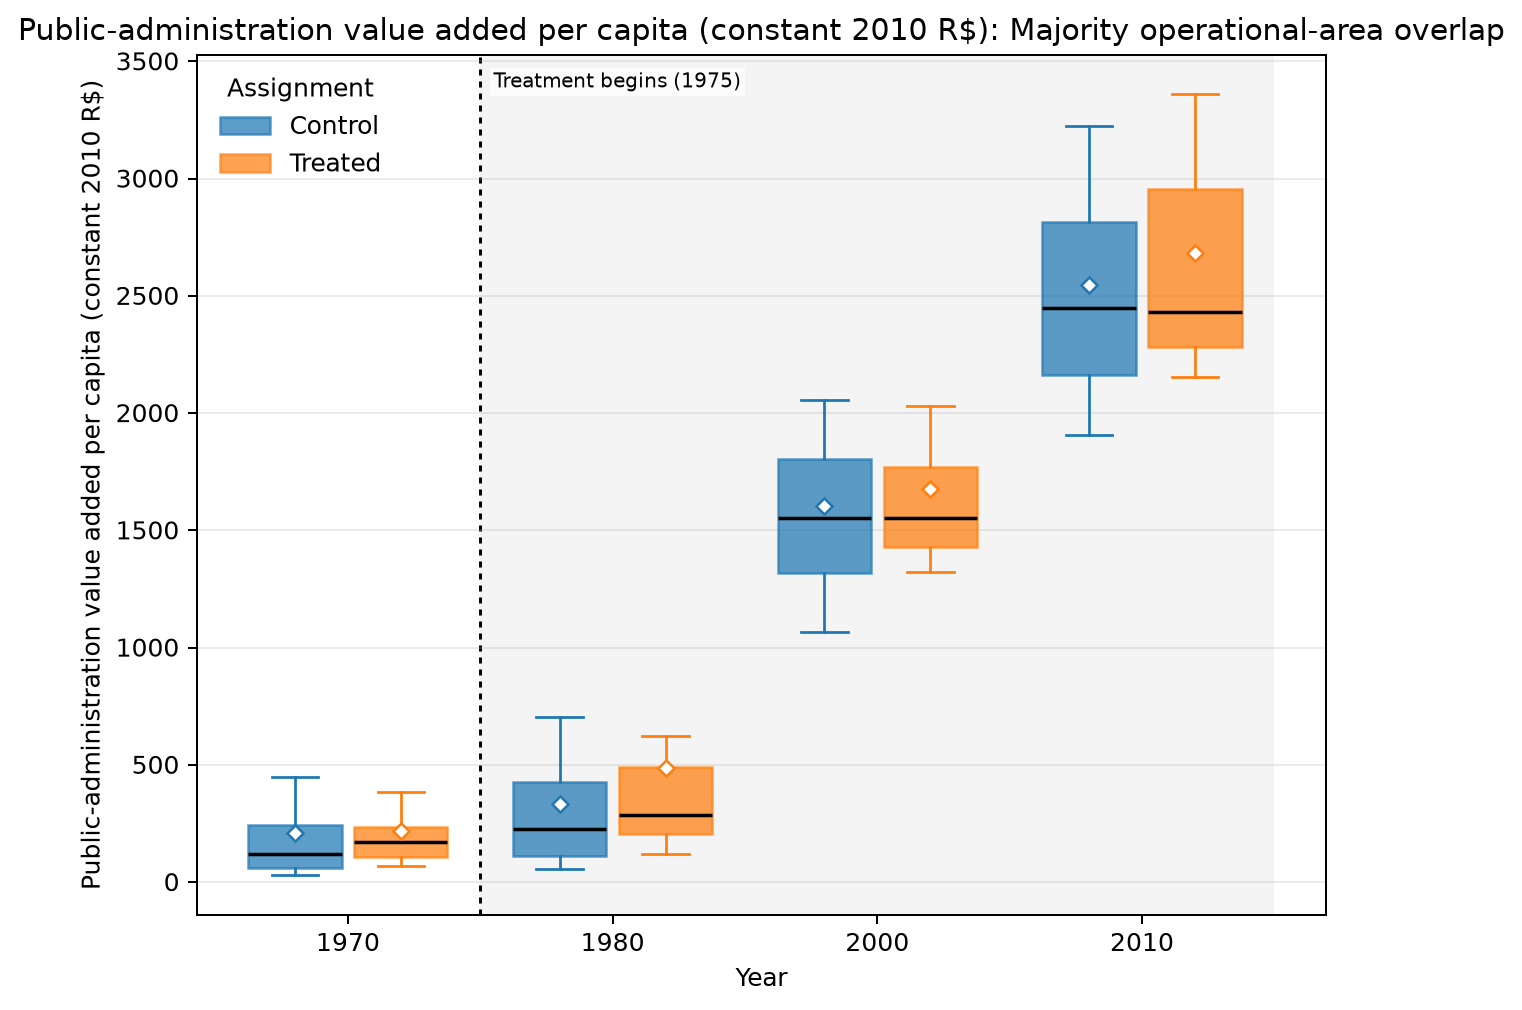 Public-administration value added per capita (constant 2010 R$): Majority operational-area overlap
Public-administration value added per capita (constant 2010 R$)
3500
3000
2500
2000
1500
1000
500
0
Assignment
Control
Treated
Treatment begins (1975)
1970
1980
2000
2010
Year